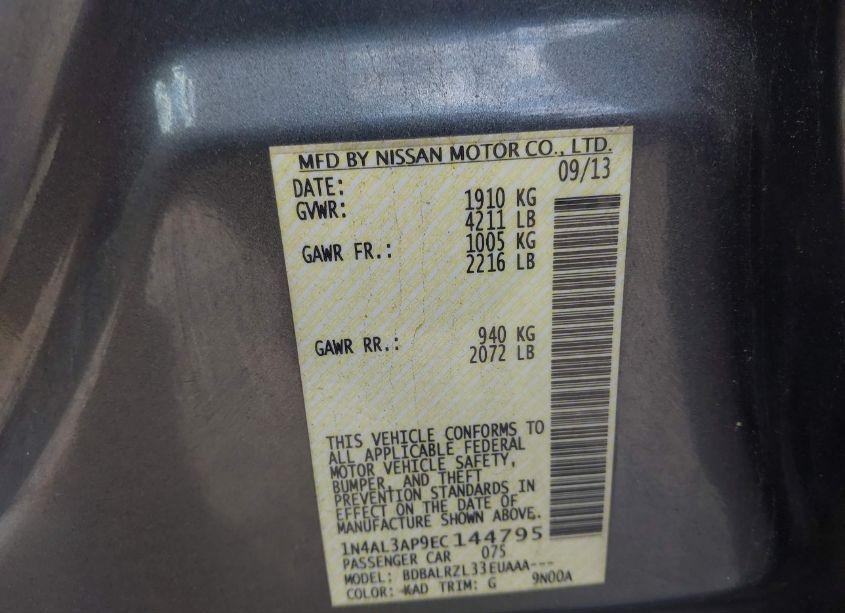 MFD BY NISSAN MOTOR CO., LTD.
DATE: 09/13
GVWR: 1910 KG
4211 LB
GAWR FR.: 1005 KG
2216 LB
GAWR RR.: 940 KG
2072 LB
THIS VEHICLE CONFORMS TO
ALL APPLICABLE FEDERAL
MOTOR VEHICLE SAFETY,
BUMPER, AND THEFT
PREVENTION STANDARDS IN
EFFECT ON THE DATE OF
MANUFACTURE SHOWN ABOVE.
1N4AL3AP9EC144795
PASSENGER CAR 075
MODEL: BDBALRZL33EUAAA---
COLOR: KAD TRIM: G 9N00A